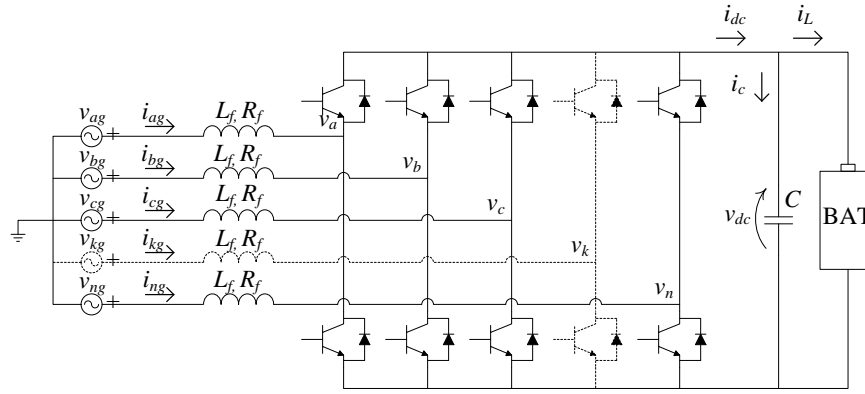 i_dc i_L
i_c
v_ag + i_ag L_f, R_f v_a
v_bg + i_bg L_f, R_f v_b
v_cg + i_cg L_f, R_f v_c
v_kg + i_kg L_f, R_f v_k
v_ng + i_ng L_f, R_f v_n
v_dc C BAT